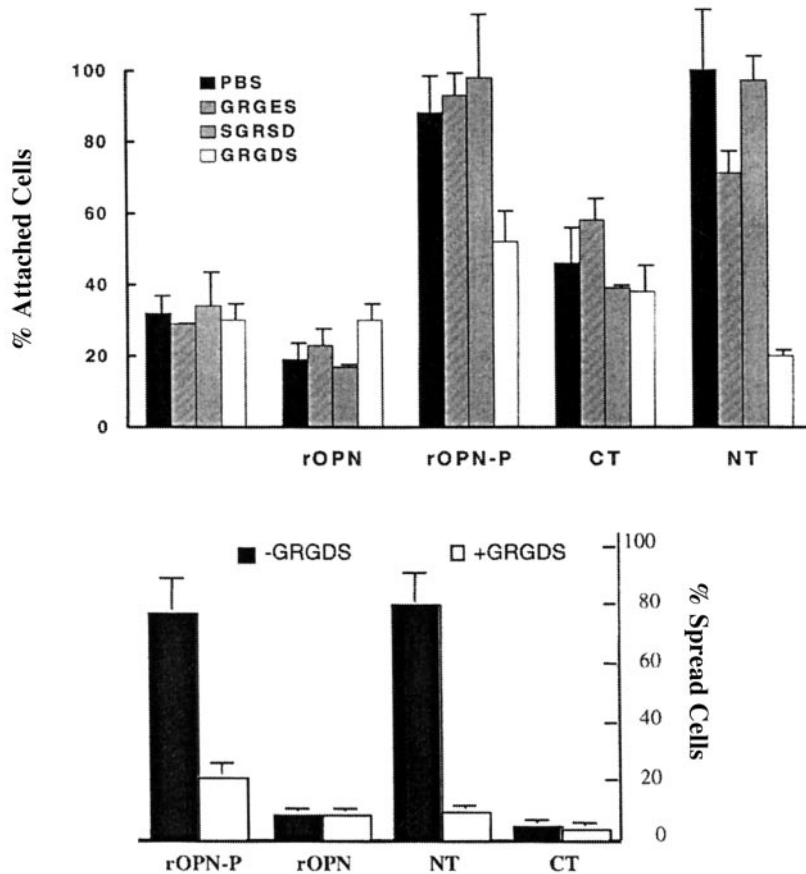 % Attached Cells
100
80
60
40
20
0
PBS
GRGES
SGRSD
GRGDS
rOPN rOPN-P CT NT
-GRGDS +GRGDS
100
80
60
40
20
0
% Spread Cells
rOPN-P rOPN NT CT